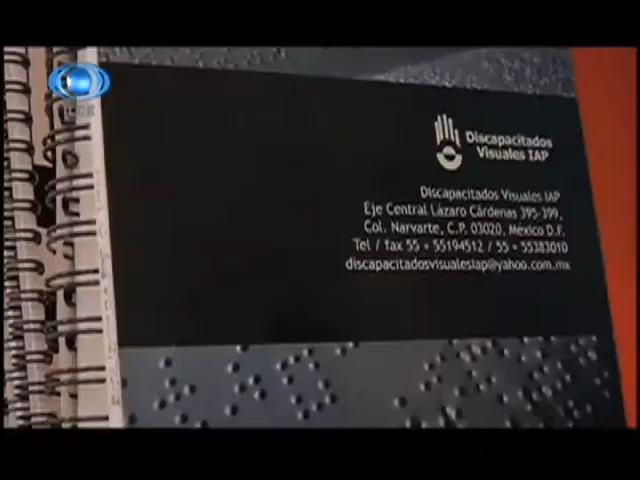 Discapacitados
Visuales IAP
Discapacitados Visuales IAP
Eje Central Lázaro Cárdenas 395-399,
Col. Narvarte, C.P. 03020, México D.F.
Tel / fax 55 • 55194512 / 55 • 55383010
discapacitadosvisualesiap@yahoo.com.mx